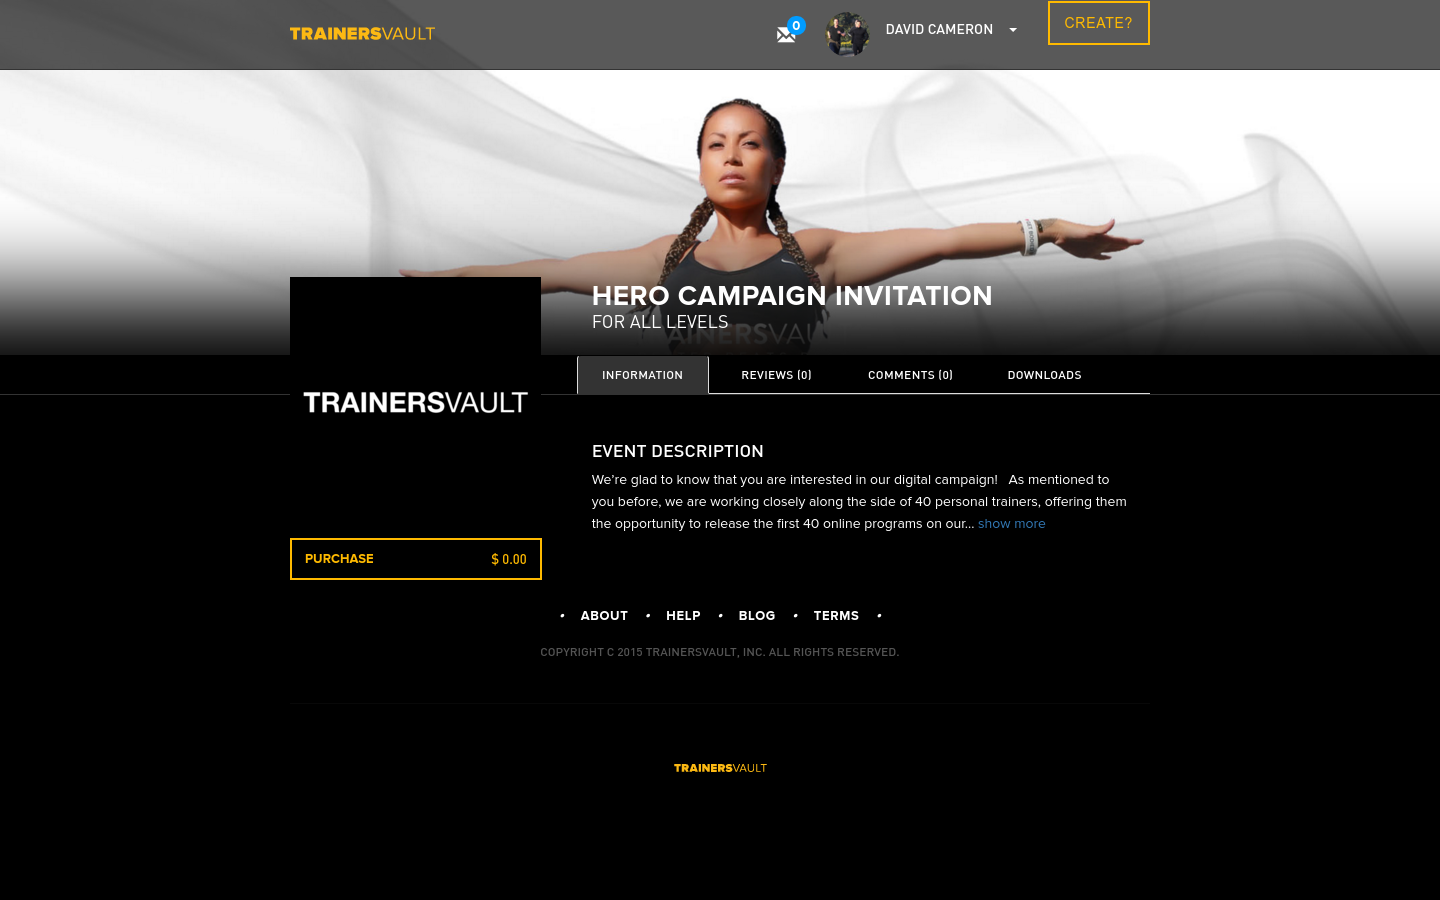 TRAINERSVAULT
0
DAVID CAMERON
CREATE?
HERO CAMPAIGN INVITATION
FOR ALL LEVELS
AINERSVAU
INFORMATION
REVIEWS (0)
COMMENTS (0)
DOWNLOADS
TRAINERSVAULT
EVENT DESCRIPTION
We're glad to know that you are interested in our digital campaign!   As mentioned to
you before, we are working closely along the side of 40 personal trainers, offering them
the opportunity to release the first 40 online programs on our... show more
PURCHASE $ 0.00
• ABOUT • HELP • BLOG • TERMS •
COPYRIGHT C 2015 TRAINERSVAULT, INC. ALL RIGHTS RESERVED.
TRAINERSVAULT